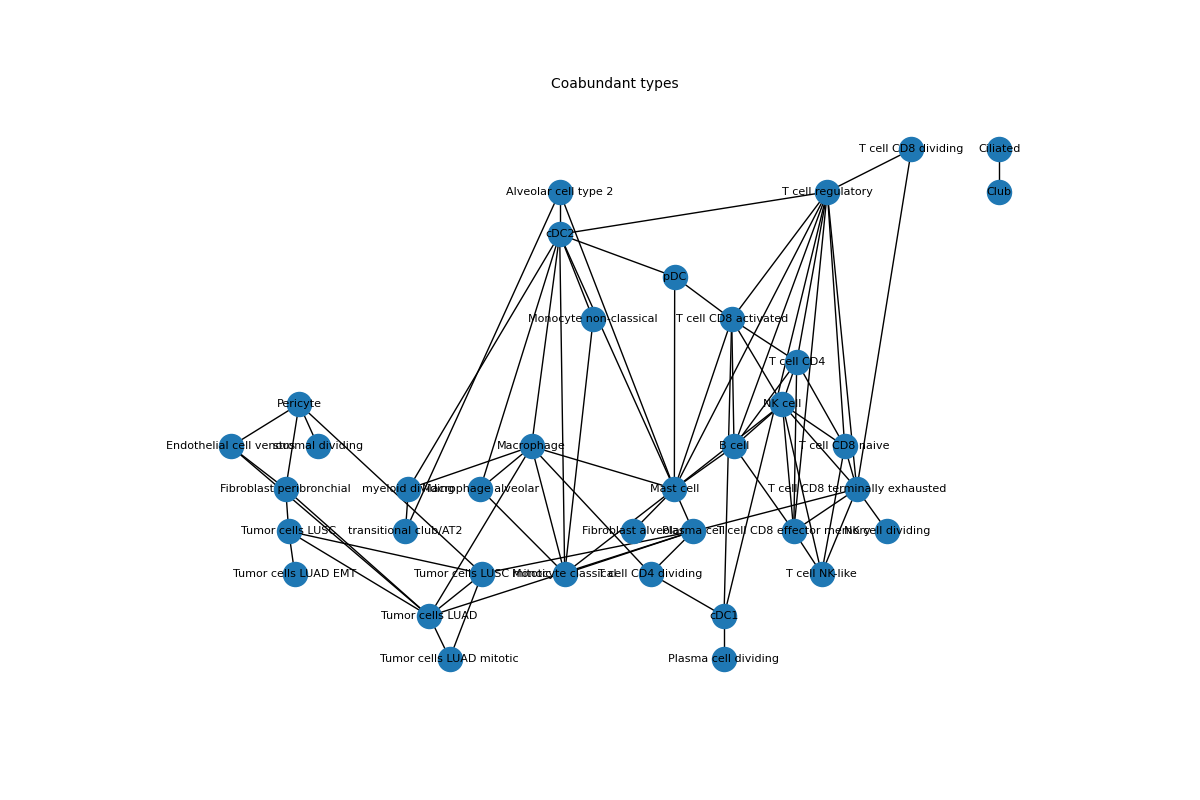 Coabundant types
T cell CD8 dividing
Ciliated
Alveolar cell type 2
T cell regulatory
Club
cDC2
pDC
Monocyte non-classical
T cell CD8 activated
T cell CD4
Pericyte
NK cell
Endothelial cell venous
stromal dividing
Macrophage
B cell
T cell CD8 naive
Fibroblast peribronchial
myeloid dividing
Macrophage alveolar
Mast cell
T cell CD8 terminally exhausted
Tumor cells LUSC
transitional club/AT2
Fibroblast alveolar
Plasma cell
T cell CD8 effector memory
NK cell dividing
Tumor cells LUAD EMT
Tumor cells LUSC mitotic
Monocyte classical
T cell CD4 dividing
T cell NK-like
Tumor cells LUAD
cDC1
Tumor cells LUAD mitotic
Plasma cell dividing